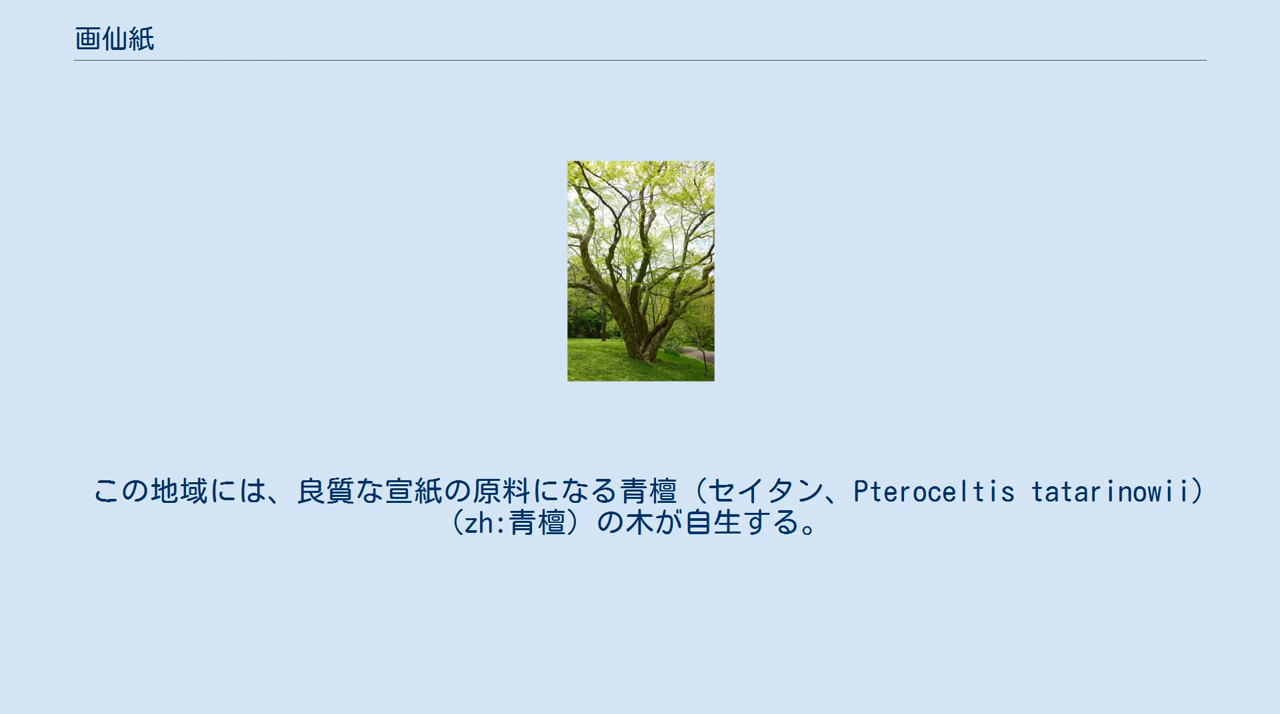 画仙紙
この地域には、良質な宣紙の原料になる青檀（セイタン、Pteroceltis tatarinowii）
（zh:青檀）の木が自生する。